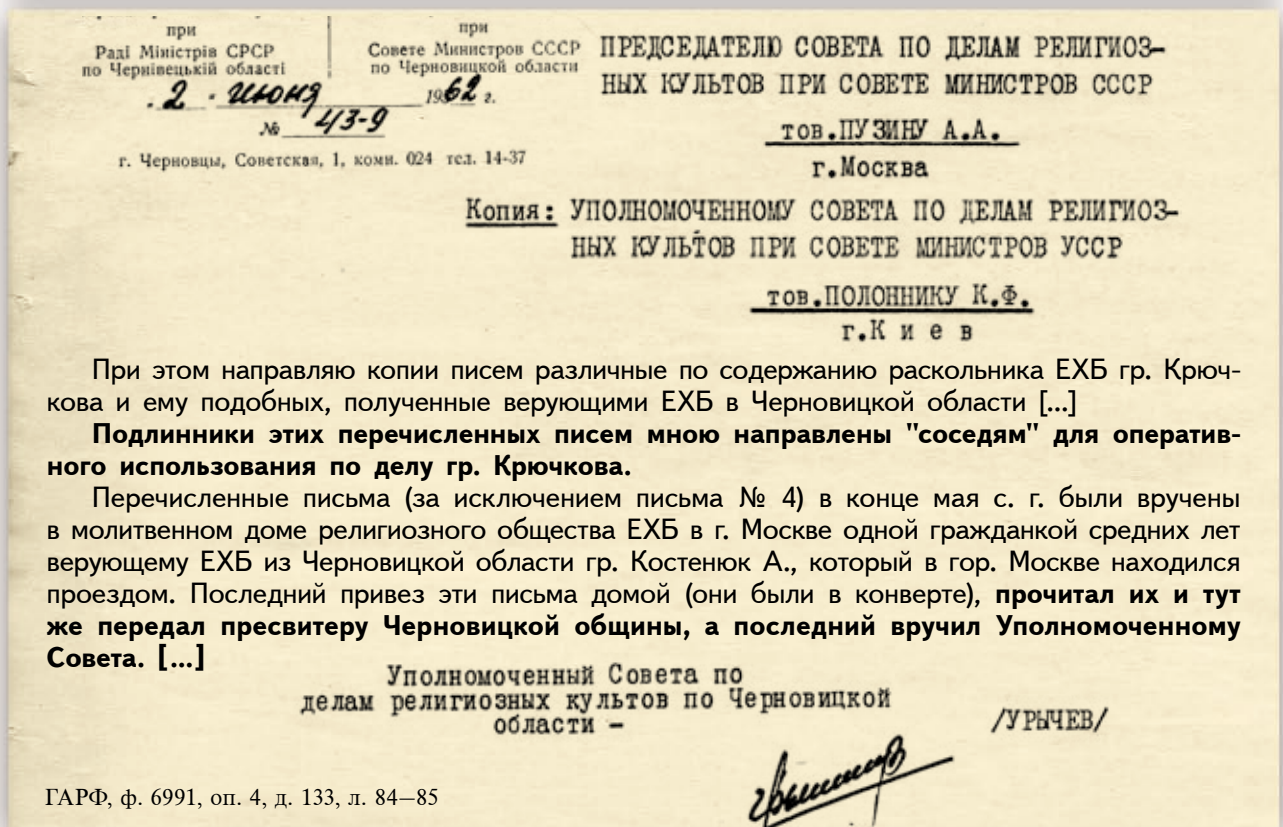 при
Раді Міністрів СРСР
по Чернівецькій області
при
Совете Министров СССР
по Черновицкой области
2 июня 1962 г.
№ 43-9
г. Черновцы, Советская, 1, комн. 024 тел. 14-37
ПРЕДСЕДАТЕЛЮ СОВЕТА ПО ДЕЛАМ РЕЛИГИОЗ-
НЫХ КУЛЬТОВ ПРИ СОВЕТЕ МИНИСТРОВ СССР
тов.ПУЗИНУ А.А.
г.Москва
Копия: УПОЛНОМОЧЕННОМУ СОВЕТА ПО ДЕЛАМ РЕЛИГИОЗ-
НЫХ КУЛЬТОВ ПРИ СОВЕТЕ МИНИСТРОВ УССР
тов.ПОЛОННИКУ К.Ф.
г.К и е в
При этом направляю копии писем различные по содержанию раскольника ЕХБ гр. Крюч-
кова и ему подобных, полученные верующими ЕХБ в Черновицкой области [...]
Подлинники этих перечисленных писем мною направлены "соседям" для оператив-
ного использования по делу гр. Крючкова.
Перечисленные письма (за исключением письма № 4) в конце мая с. г. были вручены
в молитвенном доме религиозного общества ЕХБ в г. Москве одной гражданкой средних лет
верующему ЕХБ из Черновицкой области гр. Костенюк А., который в гор. Москве находился
проездом. Последний привез эти письма домой (они были в конверте), прочитал их и тут
же передал пресвитеру Черновицкой общины, а последний вручил Уполномоченному
Совета. [...]
Уполномоченный Совета по
делам религиозных культов по Черновицкой
области –
/УРЫЧЕВ/
ГАРФ, ф. 6991, оп. 4, д. 133, л. 84–85